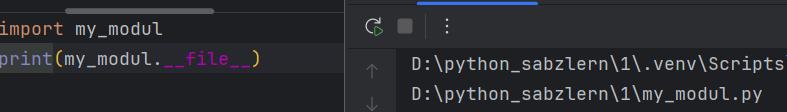 import my_modul
print(my_modul.__file__)
D:\python_sabzlern\1\.venv\Scripts
D:\python_sabzlern\1\my_modul.py